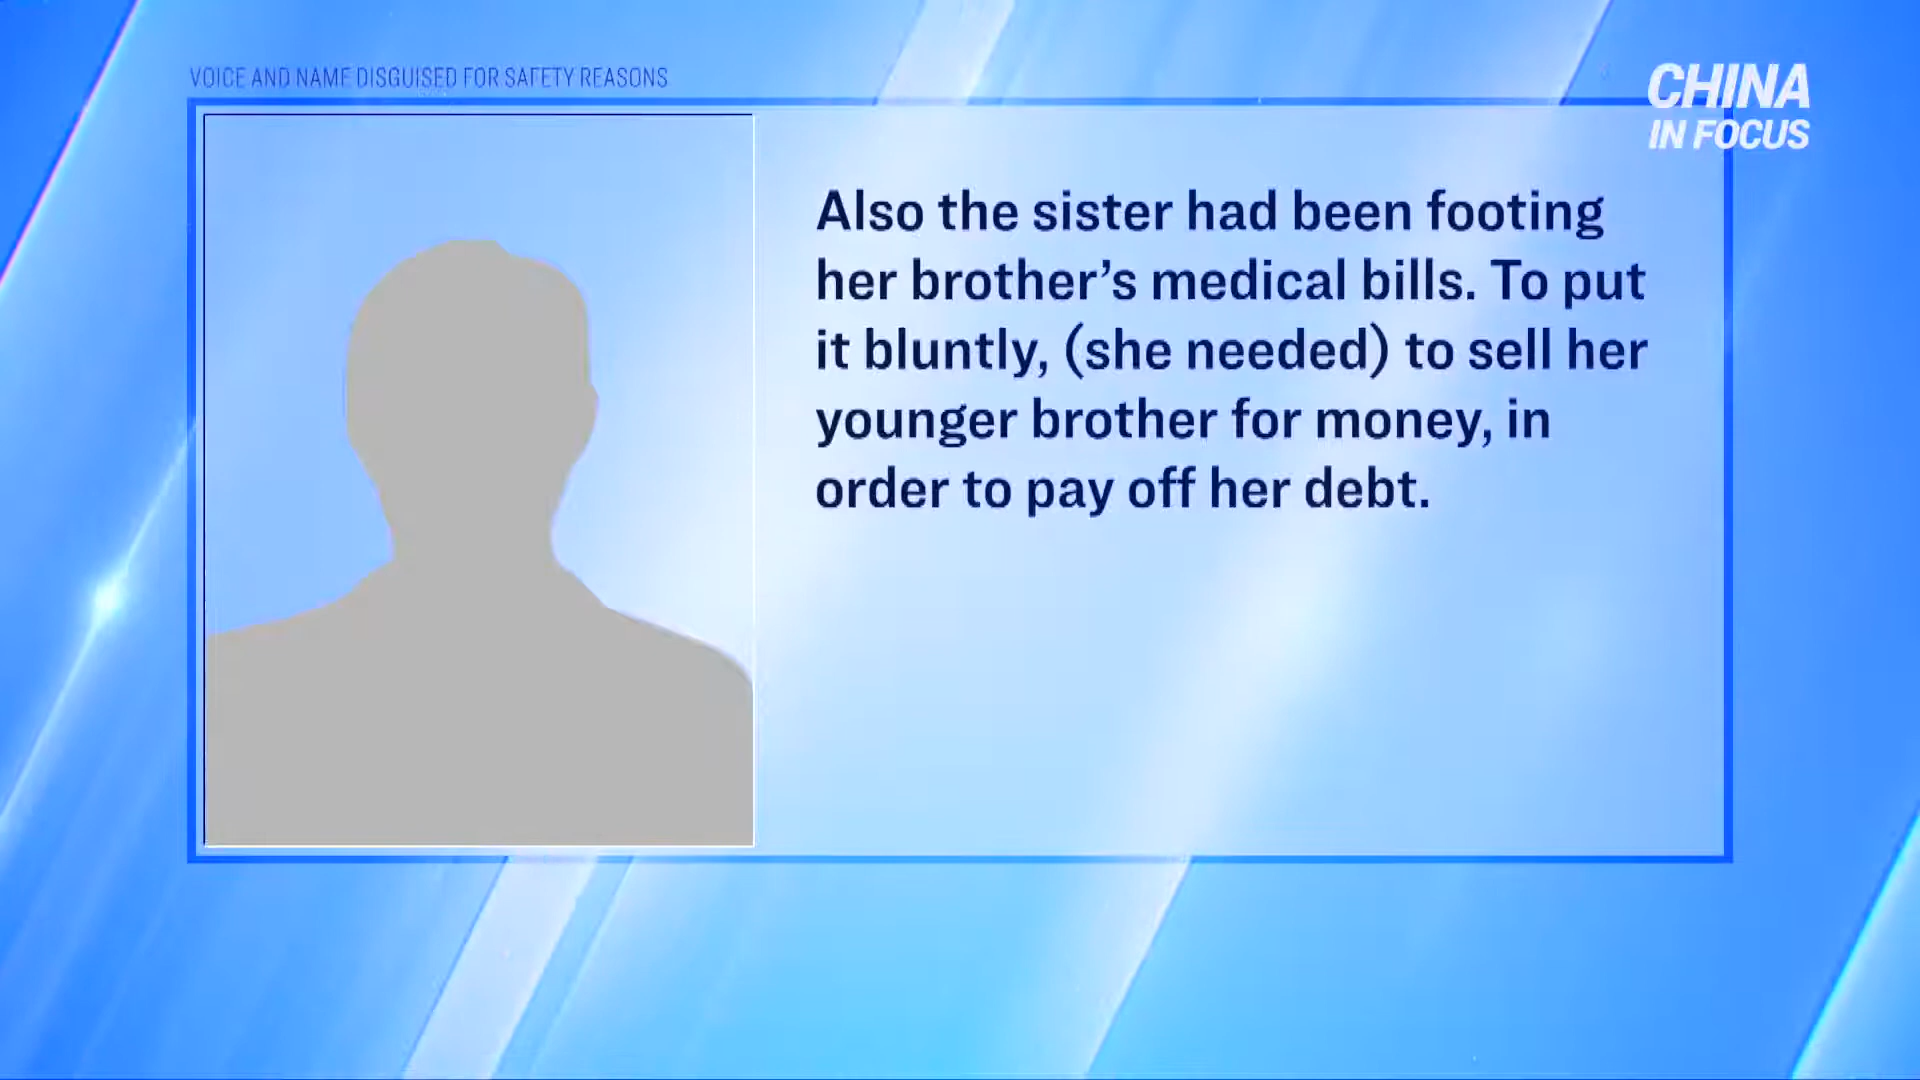 VOICE AND NAME DISGUISED FOR SAFETY REASONS
CHINA
IN FOCUS
Also the sister had been footing
her brother’s medical bills. To put
it bluntly, (she needed) to sell her
younger brother for money, in
order to pay off her debt.